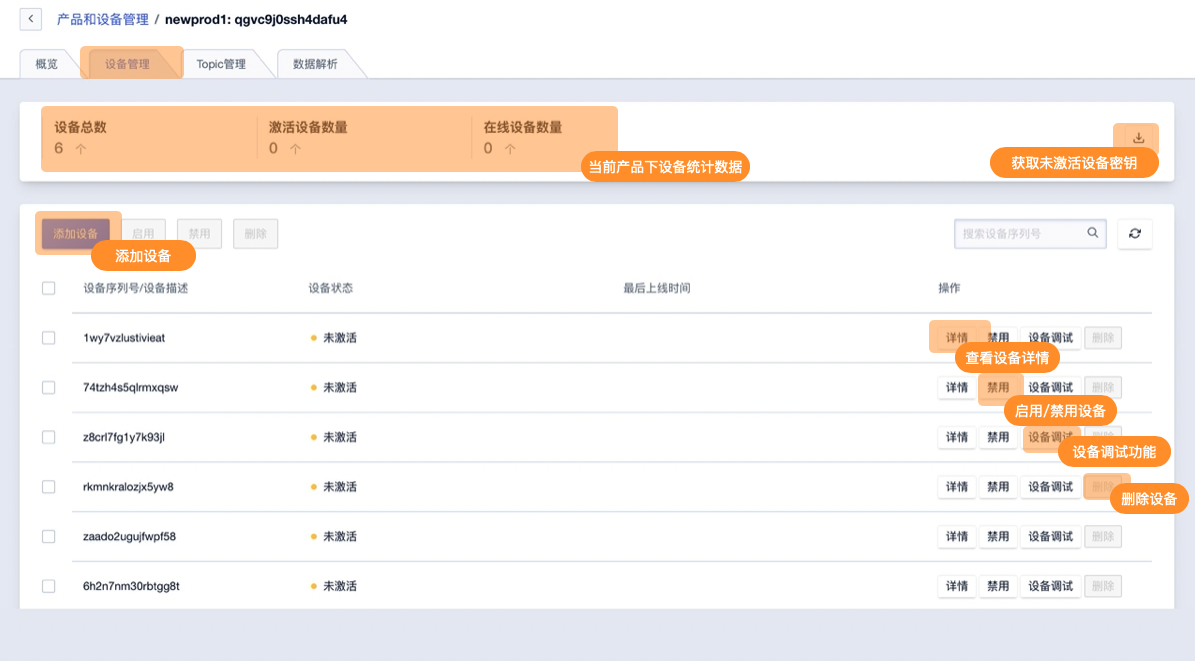 产品和设备管理 / newprod1: qgvc9j0ssh4dafu4
概览 设备管理 Topic管理 数据解析
设备总数 激活设备数量 在线设备数量
6 ↑ 0 ↑ 0 ↑
当前产品下设备统计数据 获取未激活设备密钥
添加设备 启用 禁用 删除 搜索设备序列号
添加设备
设备序列号/设备描述 设备状态 最后上线时间 操作
1wy7vzlustivieat 未激活 详情 禁用 设备调试 删除
查看设备详情
74tzh4s5qlrmxqsw 未激活 详情 禁用 设备调试 删除
启用/禁用设备
z8crl7fg1y7k93jl 未激活 详情 禁用 设备调试 删除
设备调试功能
rkmnkralozjx5yw8 未激活 详情 禁用 设备调试 删除
删除设备
zaado2ugujfwpf58 未激活 详情 禁用 设备调试 删除
6h2n7nm30rbtgg8t 未激活 详情 禁用 设备调试 删除